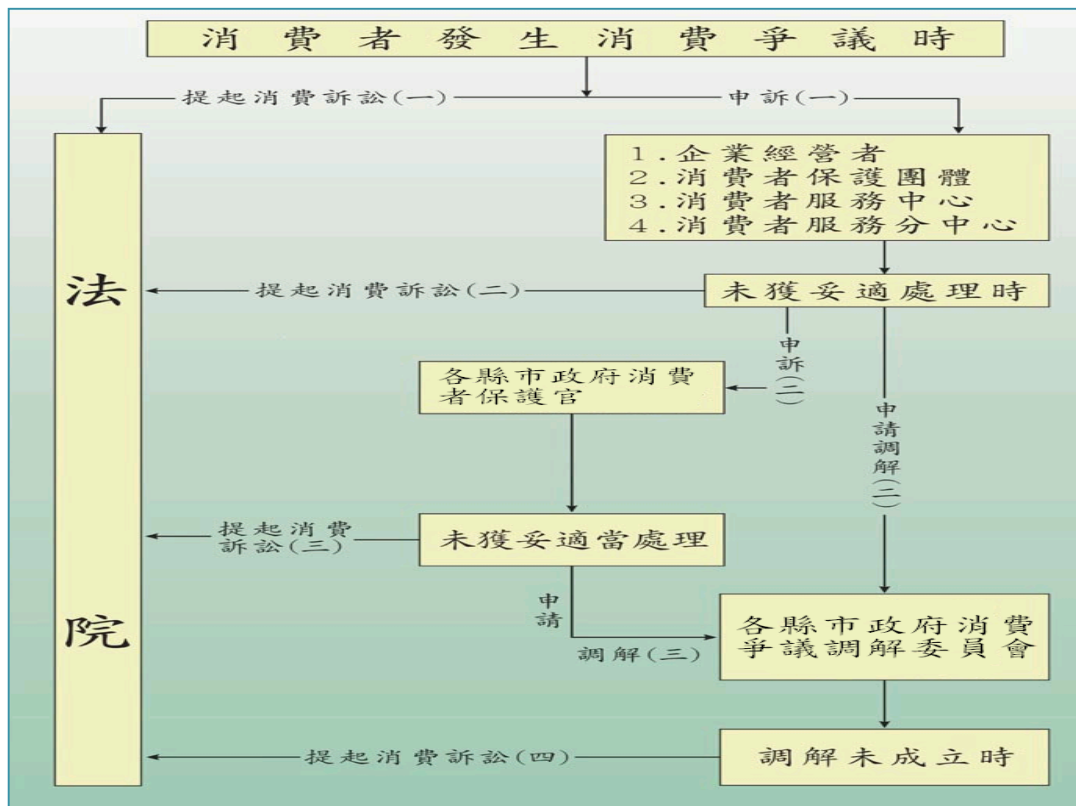 消費者發生消費爭議時
提起消費訴訟(一)
申訴(一)
1.企業經營者
2.消費者保護團體
3.消費者服務中心
4.消費者服務分中心
法院
提起消費訴訟(二)
未獲妥適處理時
申訴(二)
申請調解(二)
各縣市政府消費
者保護官
提起消費
訴訟(三)
未獲妥適當處理
申請
調解(三)
各縣市政府消費
爭議調解委員會
提起消費訴訟(四)
調解未成立時